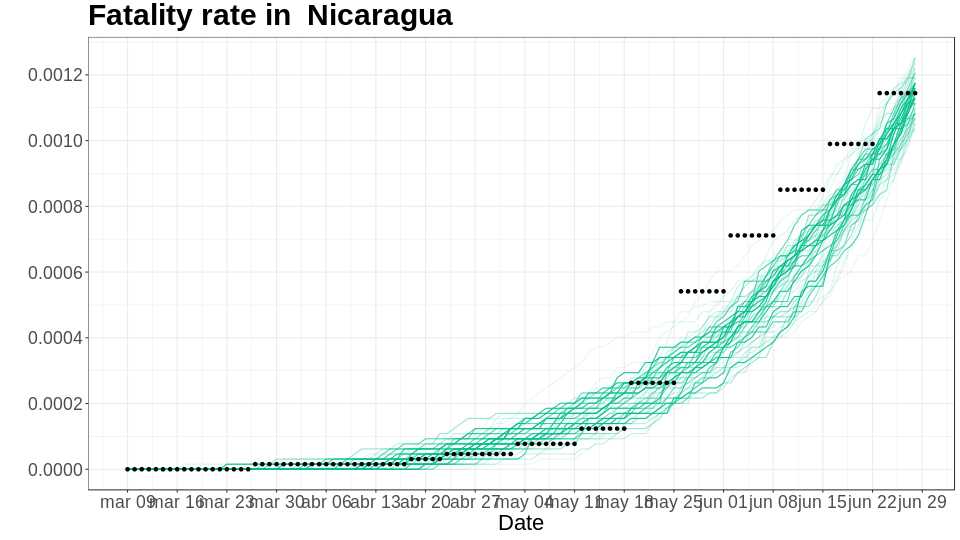 Fatality rate in  Nicaragua
0.0012
0.0010
0.0008
0.0006
0.0004
0.0002
0.0000
mar 09 mar 16 mar 23 mar 30 abr 06 abr 13 abr 20 abr 27 may 04 may 11 may 18 may 25 jun 01 jun 08 jun 15 jun 22 jun 29
Date